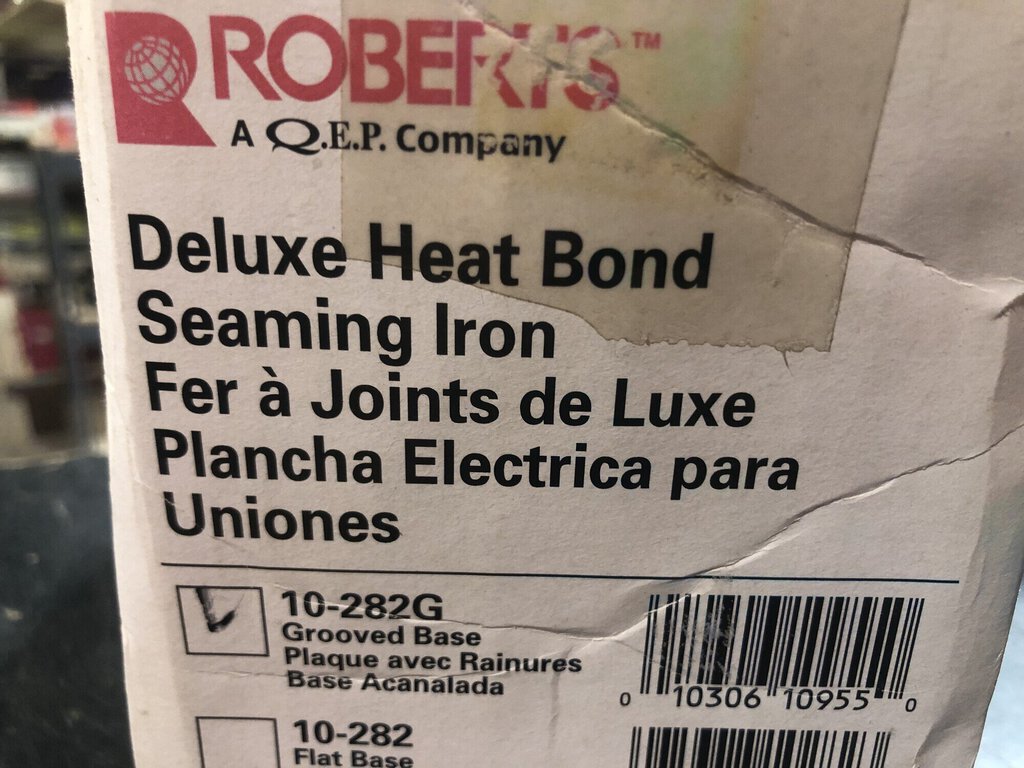 ROBERTS™
A Q.E.P. Company
Deluxe Heat Bond
Seaming Iron
Fer à Joints de Luxe
Plancha Electrica para
Uniones
10-282G
Grooved Base
Plaque avec Rainures
Base Acanalada
0 10306 10955 0
10-282
Flat Base